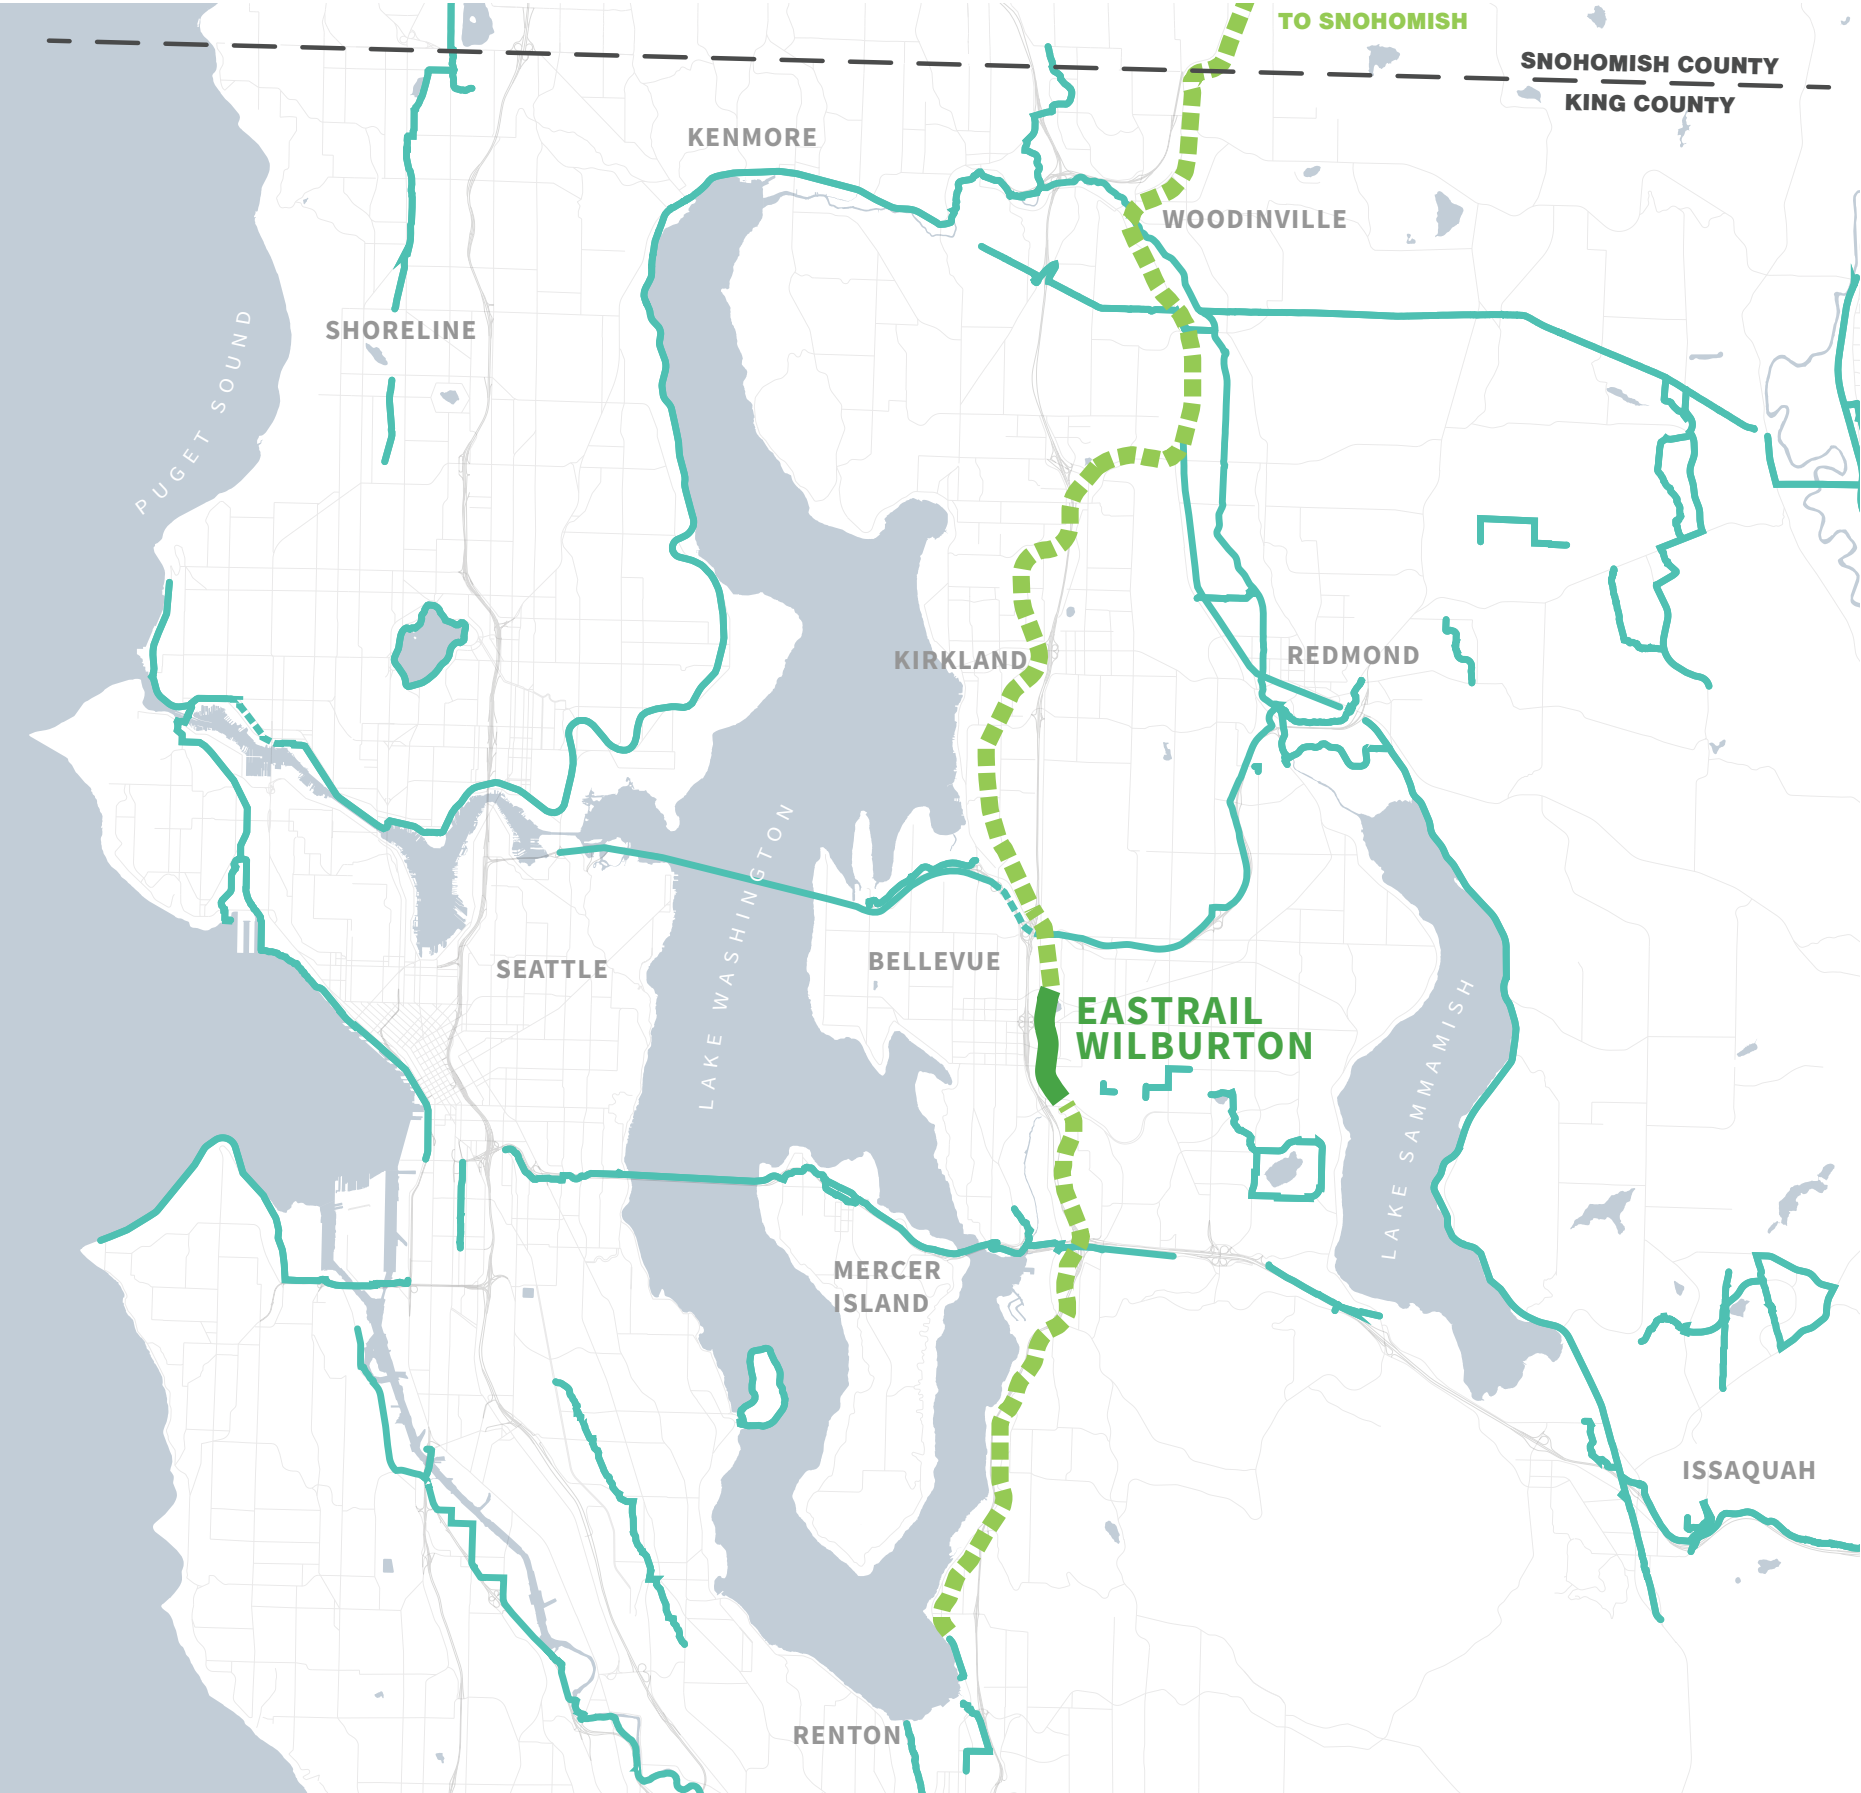 TO SNOHOMISH
SNOHOMISH COUNTY
KING COUNTY
KENMORE
WOODINVILLE
SHORELINE
PUGET SOUND
KIRKLAND
REDMOND
LAKE WASHINGTON
BELLEVUE
SEATTLE
EASTRAIL
WILBURTON
LAKE SAMMAMISH
MERCER
ISLAND
ISSAQUAH
RENTON